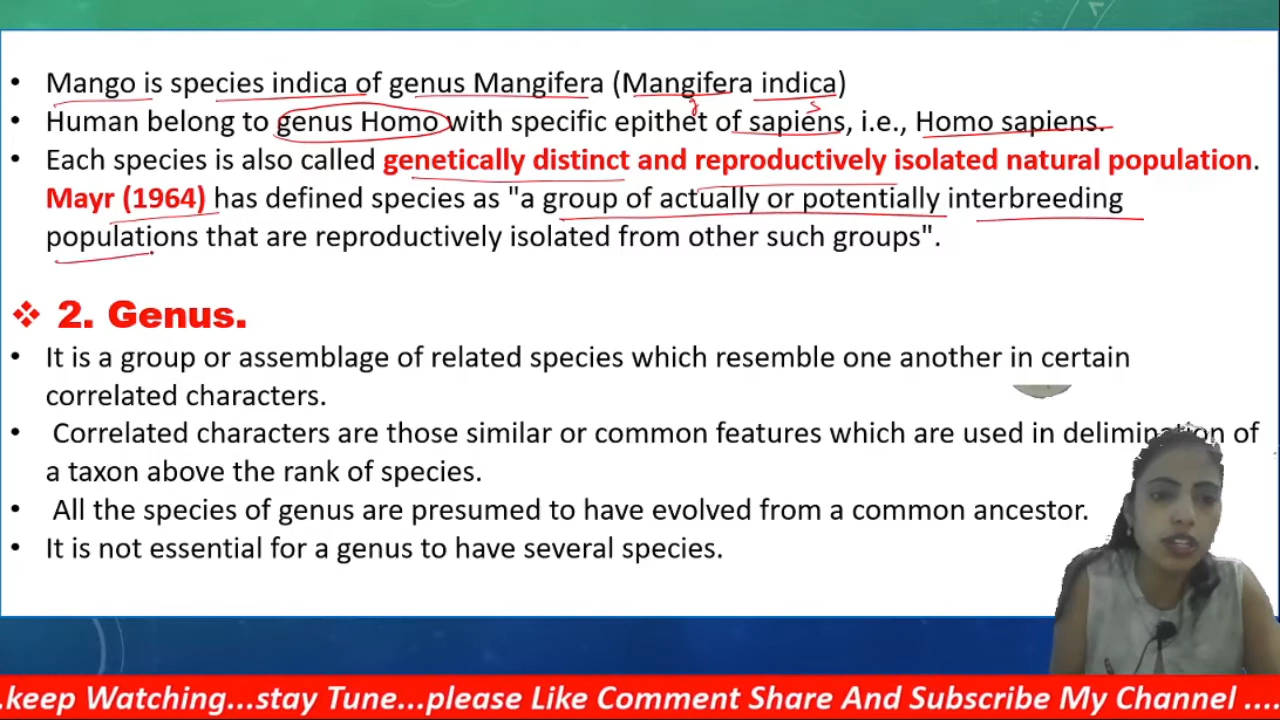 • Mango is species indica of genus Mangifera (Mangifera indica)
g s
• Human belong to genus Homo with specific epithet of sapiens, i.e., Homo sapiens.
• Each species is also called genetically distinct and reproductively isolated natural population.
Mayr (1964) has defined species as "a group of actually or potentially interbreeding
populations that are reproductively isolated from other such groups".
❖ 2. Genus.
• It is a group or assemblage of related species which resemble one another in certain
correlated characters.
• Correlated characters are those similar or common features which are used in delimination of
a taxon above the rank of species.
• All the species of genus are presumed to have evolved from a common ancestor.
• It is not essential for a genus to have several species.
.keep Watching...stay Tune...please Like Comment Share And Subscribe My Channel ....